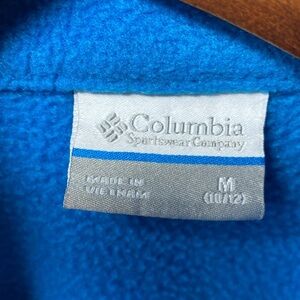 Columbia
Sportswear Company
MADE IN
VIETNAM
M
(10/12)